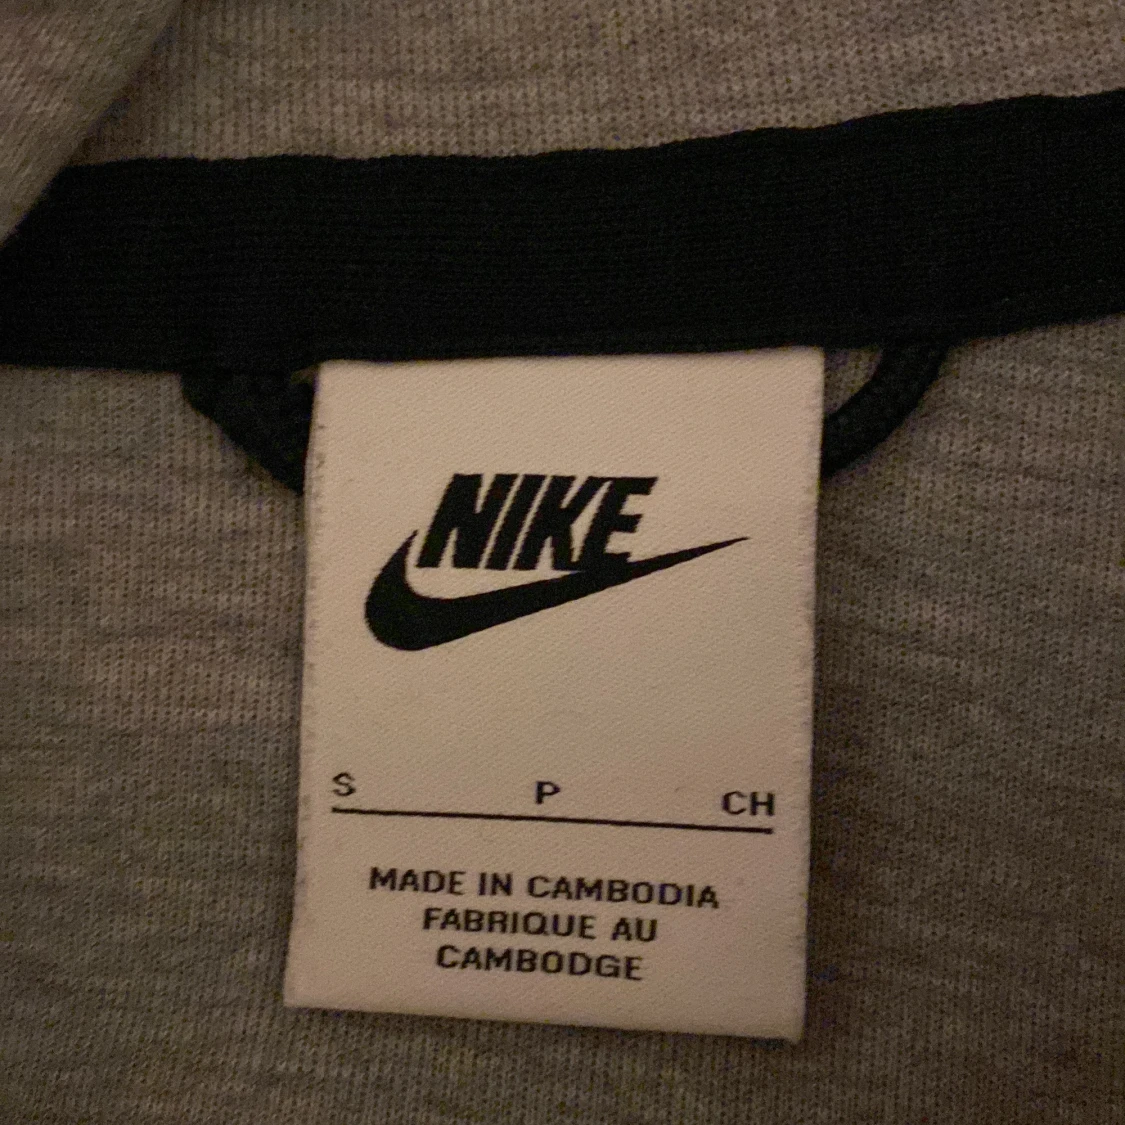 NIKE
S P CH
MADE IN CAMBODIA
FABRIQUE AU
CAMBODGE